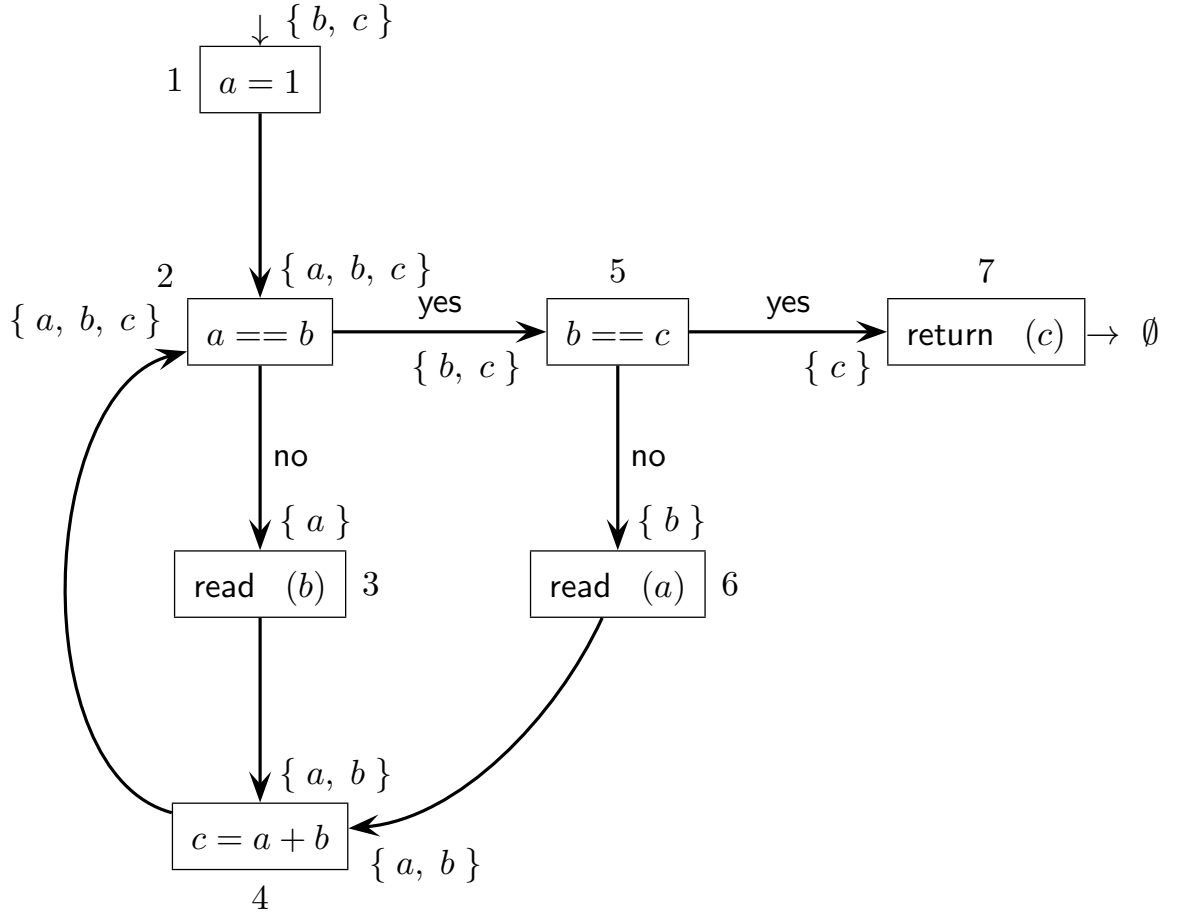 ↓ { b, c }
1 a = 1
2 { a, b, c } 5 7
{ a, b, c } a == b yes b == c yes return (c) → ∅
{ b, c } { c }
no no
{ a } { b }
read (b) 3 read (a) 6
{ a, b }
c = a + b
{ a, b }
4